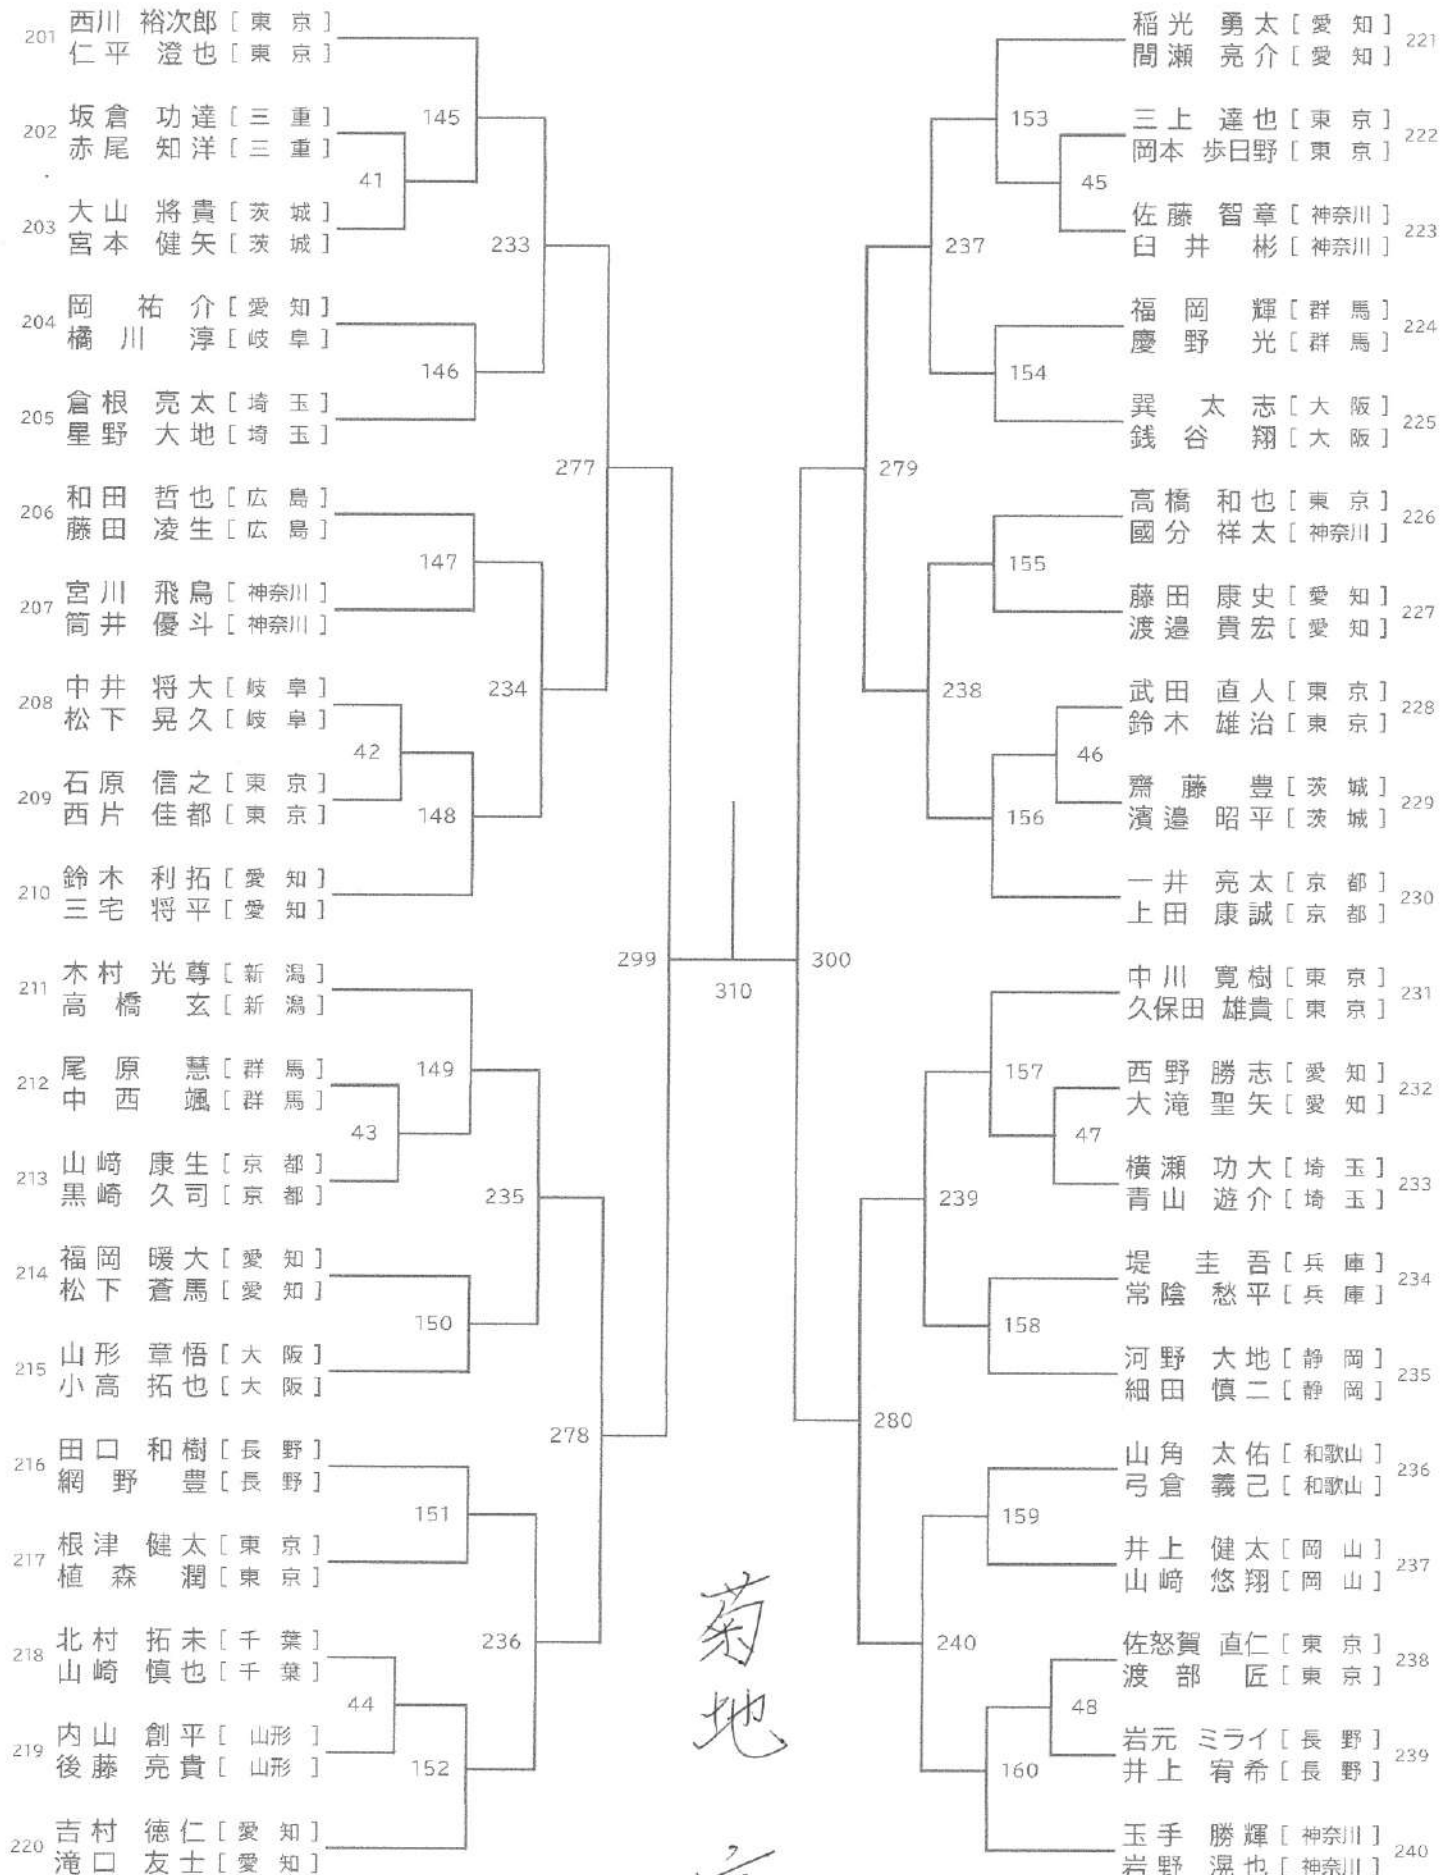 201 西川 裕次郎 [ 東 京 ]
仁平 澄也 [ 東 京 ]
202 坂倉 功達 [ 三 重 ]
赤尾 知洋 [ 三 重 ]
203 大山 將貴 [ 茨 城 ]
宮本 健矢 [ 茨 城 ]
204 岡 祐介 [ 愛 知 ]
橘川 淳 [ 岐 阜 ]
205 倉根 亮太 [ 埼 玉 ]
星野 大地 [ 埼 玉 ]
206 和田 哲也 [ 広 島 ]
藤田 凌生 [ 広 島 ]
207 宮川 飛鳥 [ 神奈川 ]
筒井 優斗 [ 神奈川 ]
208 中井 将大 [ 岐 阜 ]
松下 晃久 [ 岐 阜 ]
209 石原 信之 [ 東 京 ]
西片 佳都 [ 東 京 ]
210 鈴木 利拓 [ 愛 知 ]
三宅 将平 [ 愛 知 ]
211 木村 光尊 [ 新 潟 ]
高橋 玄 [ 新 潟 ]
212 尾原 慧 [ 群 馬 ]
中西 颯 [ 群 馬 ]
213 山﨑 康生 [ 京 都 ]
黒崎 久司 [ 京 都 ]
214 福岡 暖大 [ 愛 知 ]
松下 蒼馬 [ 愛 知 ]
215 山形 章悟 [ 大 阪 ]
小高 拓也 [ 大 阪 ]
216 田口 和樹 [ 長 野 ]
網野 豊 [ 長 野 ]
217 根津 健太 [ 東 京 ]
植森 潤 [ 東 京 ]
218 北村 拓未 [ 千 葉 ]
山崎 慎也 [ 千 葉 ]
219 内山 創平 [ 山形 ]
後藤 亮貴 [ 山形 ]
220 吉村 徳仁 [ 愛 知 ]
滝口 友士 [ 愛 知 ]
41
42
43
44
145
146
147
148
149
150
151
152
233
234
235
236
277
278
299
310
300
279
280
237
238
239
240
153
154
155
156
157
158
159
160
45
46
47
48
稲光 勇太 [ 愛 知 ] 221
間瀬 亮介 [ 愛 知 ]
三上 達也 [ 東 京 ] 222
岡本 歩日野 [ 東 京 ]
佐藤 智章 [ 神奈川 ] 223
臼井 彬 [ 神奈川 ]
福岡 輝 [ 群 馬 ] 224
慶野 光 [ 群 馬 ]
巽 太志 [ 大 阪 ] 225
銭谷 翔 [ 大 阪 ]
高橋 和也 [ 東 京 ] 226
國分 祥太 [ 神奈川 ]
藤田 康史 [ 愛 知 ] 227
渡邉 貴宏 [ 愛 知 ]
武田 直人 [ 東 京 ] 228
鈴木 雄治 [ 東 京 ]
齋藤 豊 [ 茨 城 ] 229
濱邉 昭平 [ 茨 城 ]
一井 亮太 [ 京 都 ] 230
上田 康誠 [ 京 都 ]
中川 寛樹 [ 東 京 ] 231
久保田 雄貴 [ 東 京 ]
西野 勝志 [ 愛 知 ] 232
大滝 聖矢 [ 愛 知 ]
横瀬 功大 [ 埼 玉 ] 233
青山 遊介 [ 埼 玉 ]
堤 圭吾 [ 兵 庫 ] 234
常陰 愁平 [ 兵 庫 ]
河野 大地 [ 静 岡 ] 235
細田 慎二 [ 静 岡 ]
山角 太佑 [ 和歌山 ] 236
弓倉 義己 [ 和歌山 ]
井上 健太 [ 岡 山 ] 237
山﨑 悠翔 [ 岡 山 ]
佐怒賀 直仁 [ 東 京 ] 238
渡部 匠 [ 東 京 ]
岩元 ミライ [ 長 野 ] 239
井上 宥希 [ 長 野 ]
玉手 勝輝 [ 神奈川 ] 240
岩野 滉也 [ 神奈川 ]
菊地